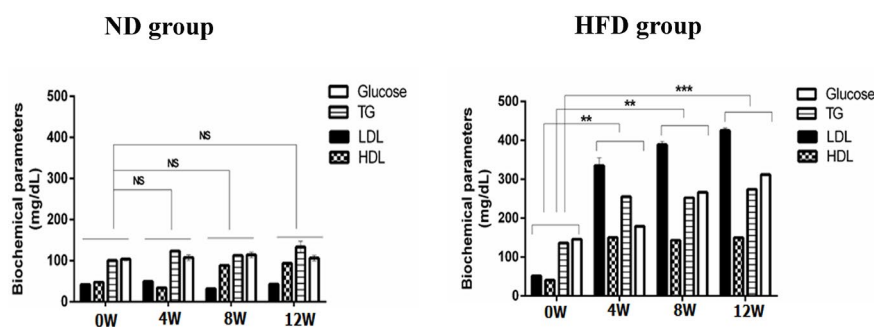 ND group
HFD group
500
400
300
200
100
0
Biochemical parameters
(mg/dL)
NS
NS
NS
Glucose
TG
LDL
HDL
0W
4W
8W
12W
500
400
300
200
100
0
Biochemical parameters
(mg/dL)
***
**
**
Glucose
TG
LDL
HDL
0W
4W
8W
12W